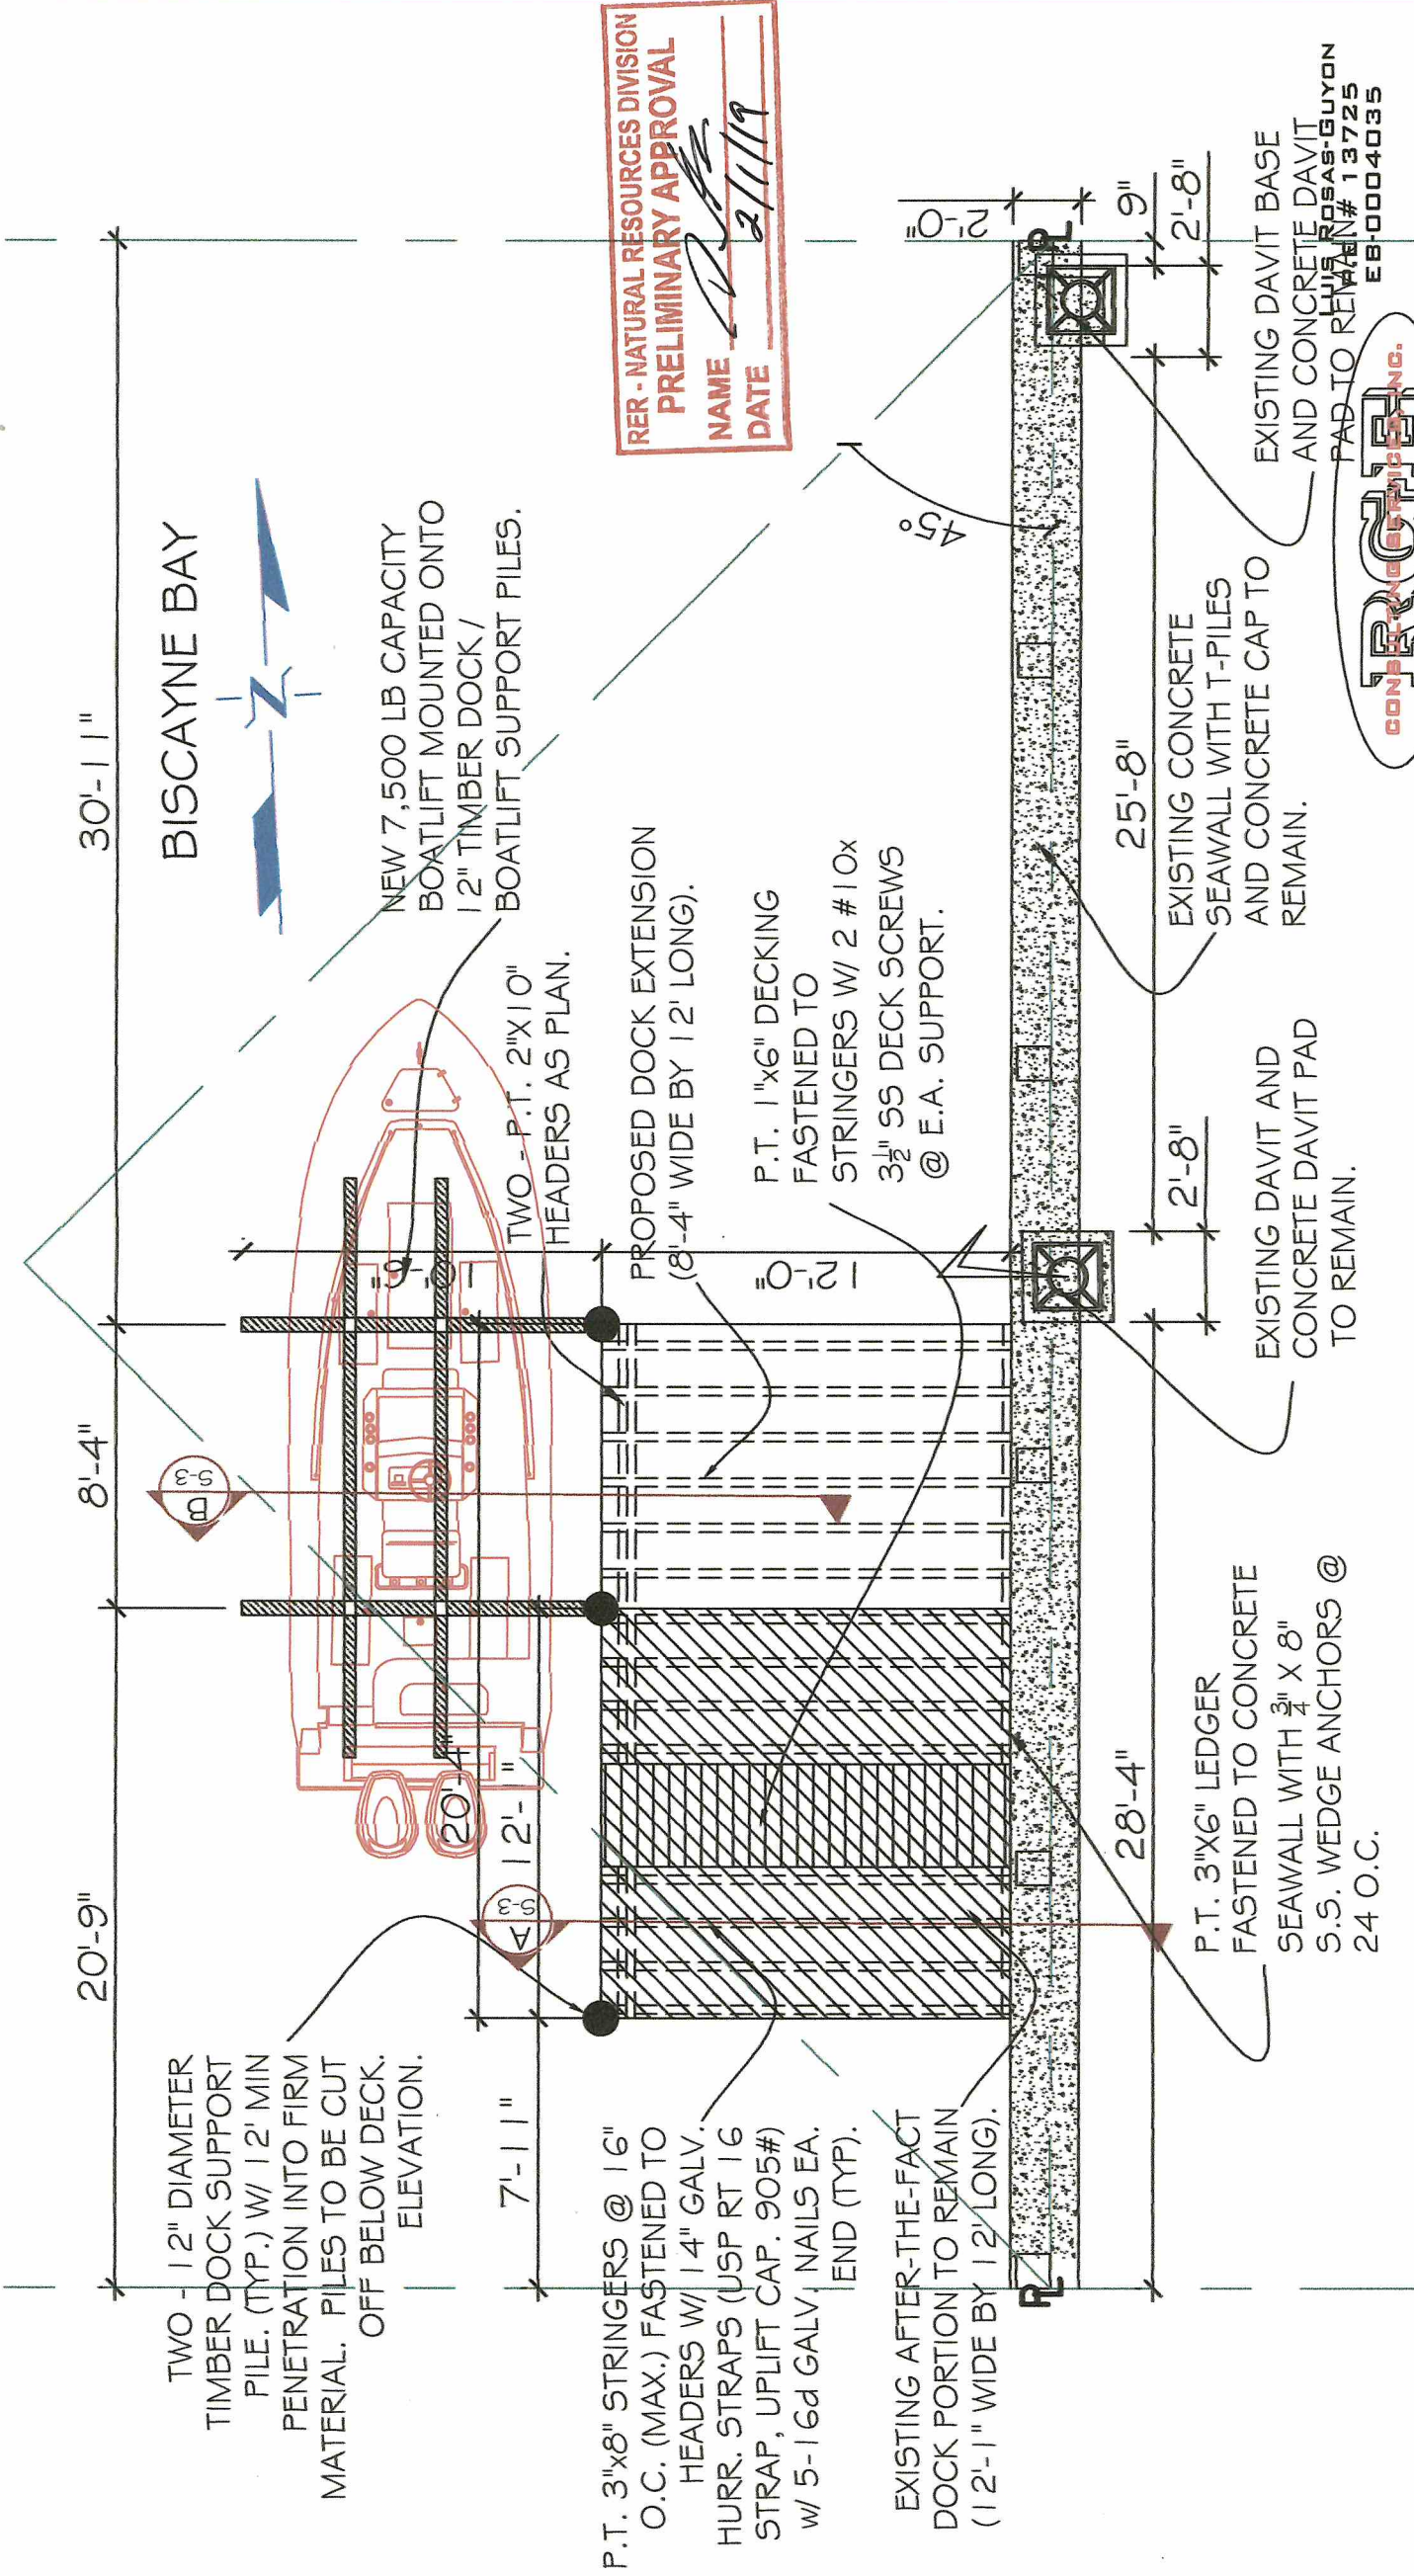 30'-11"
8'-4"
20'-9"
BISCAYNE BAY
N
NEW 7,500 LB CAPACITY
BOATLIFT MOUNTED ONTO
12" TIMBER DOCK /
BOATLIFT SUPPORT PILES.
TWO - P.T. 2"X10"
HEADERS AS PLAN.
PROPOSED DOCK EXTENSION
(8'-4" WIDE BY 12' LONG).
P.T. 1"x6" DECKING
FASTENED TO
STRINGERS W/ 2 #10x
3½" SS DECK SCREWS
@ E.A. SUPPORT.
RER - NATURAL RESOURCES DIVISION
PRELIMINARY APPROVAL
NAME
DATE 2/1/19
TWO - 12" DIAMETER
TIMBER DOCK SUPPORT
PILE. (TYP.) W/ 12' MIN
PENETRATION INTO FIRM
MATERIAL. PILES TO BE CUT
OFF BELOW DECK.
ELEVATION.
B
S-3
A
S-3
10'-6"
12'-0"
20'-4"
12'-1"
7'-11"
45°
2'-0"
P.T. 3"x8" STRINGERS @ 16"
O.C. (MAX.) FASTENED TO
HEADERS W/ 14" GALV.
HURR. STRAPS (USP RT 16
STRAP, UPLIFT CAP. 905#)
w/ 5-16d GALV. NAILS EA.
END (TYP).
EXISTING AFTER-THE-FACT
DOCK PORTION TO REMAIN
(12'-1" WIDE BY 12' LONG).
PL
PL
28'-4"
2'-8"
25'-8"
9"
2'-8"
P.T. 3"X6" LEDGER
FASTENED TO CONCRETE
SEAWALL WITH ¾" X 8"
S.S. WEDGE ANCHORS @
24 O.C.
EXISTING DAVIT AND
CONCRETE DAVIT PAD
TO REMAIN.
EXISTING CONCRETE
SEAWALL WITH T-PILES
AND CONCRETE CAP TO
REMAIN.
EXISTING DAVIT BASE
AND CONCRETE DAVIT
PAD TO REMAIN
LUIS ROSAS-GUYON
# 13725
EB-0004035
CONSULTING SERVICES, INC.